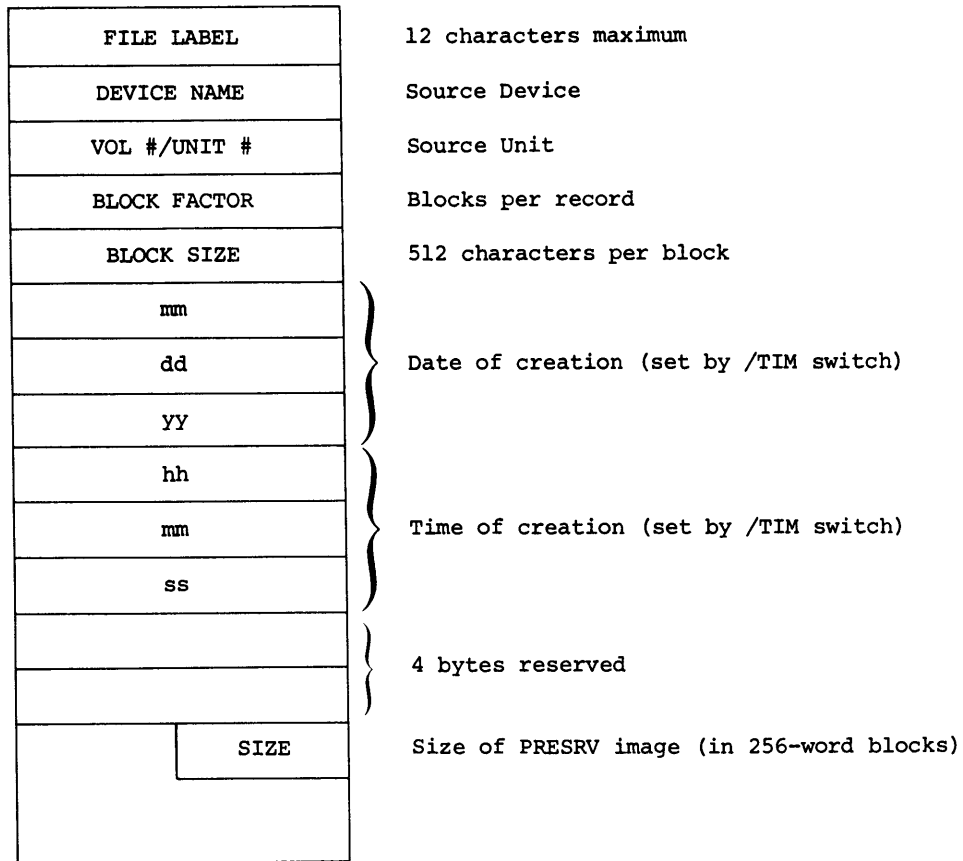 FILE LABEL 12 characters maximum
DEVICE NAME Source Device
VOL #/UNIT # Source Unit
BLOCK FACTOR Blocks per record
BLOCK SIZE 512 characters per block
mm
dd Date of creation (set by /TIM switch)
yy
hh
mm Time of creation (set by /TIM switch)
ss
4 bytes reserved
SIZE Size of PRESRV image (in 256-word blocks)